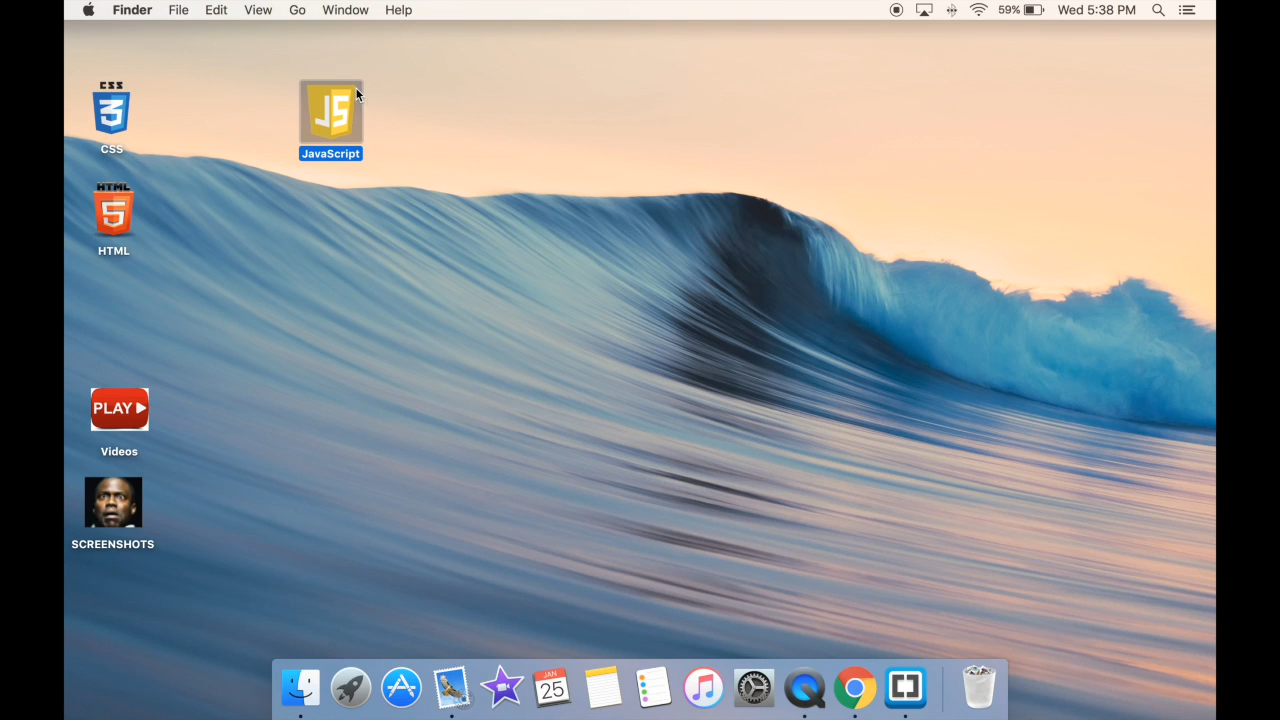 Finder File Edit View Go Window Help 59% Wed 5:38 PM
CSS
3
CSS
JS
JavaScript
HTML
5
HTML
PLAY
Videos
SCREENSHOTS
JAN
25